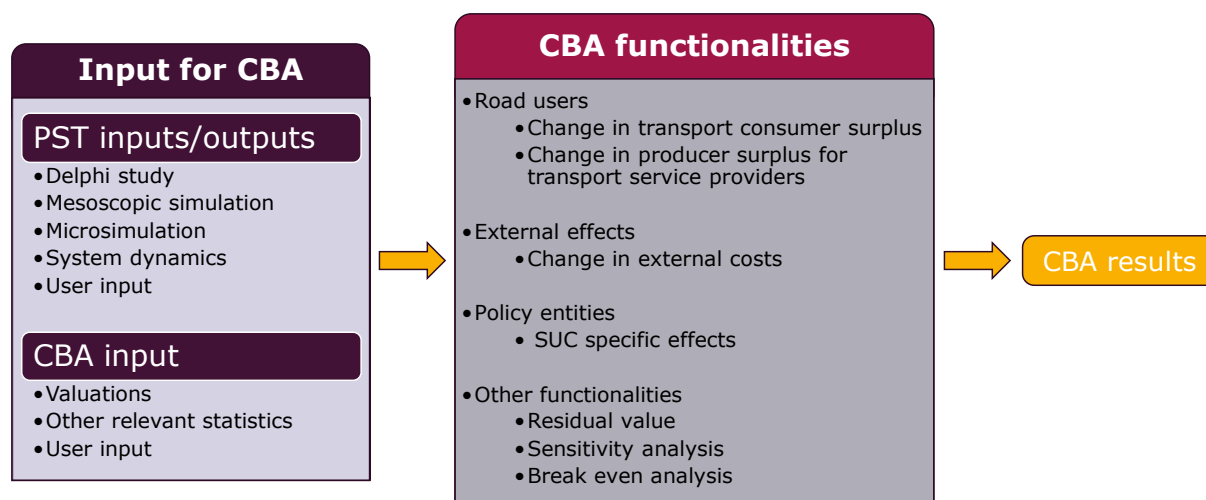 Input for CBA
PST inputs/outputs
•Delphi study
•Mesoscopic simulation
•Microsimulation
•System dynamics
•User input
CBA input
•Valuations
•Other relevant statistics
•User input
CBA functionalities
•Road users
•Change in transport consumer surplus
•Change in producer surplus for
transport service providers
•External effects
•Change in external costs
•Policy entities
• SUC specific effects
•Other functionalities
•Residual value
•Sensitivity analysis
•Break even analysis
CBA results